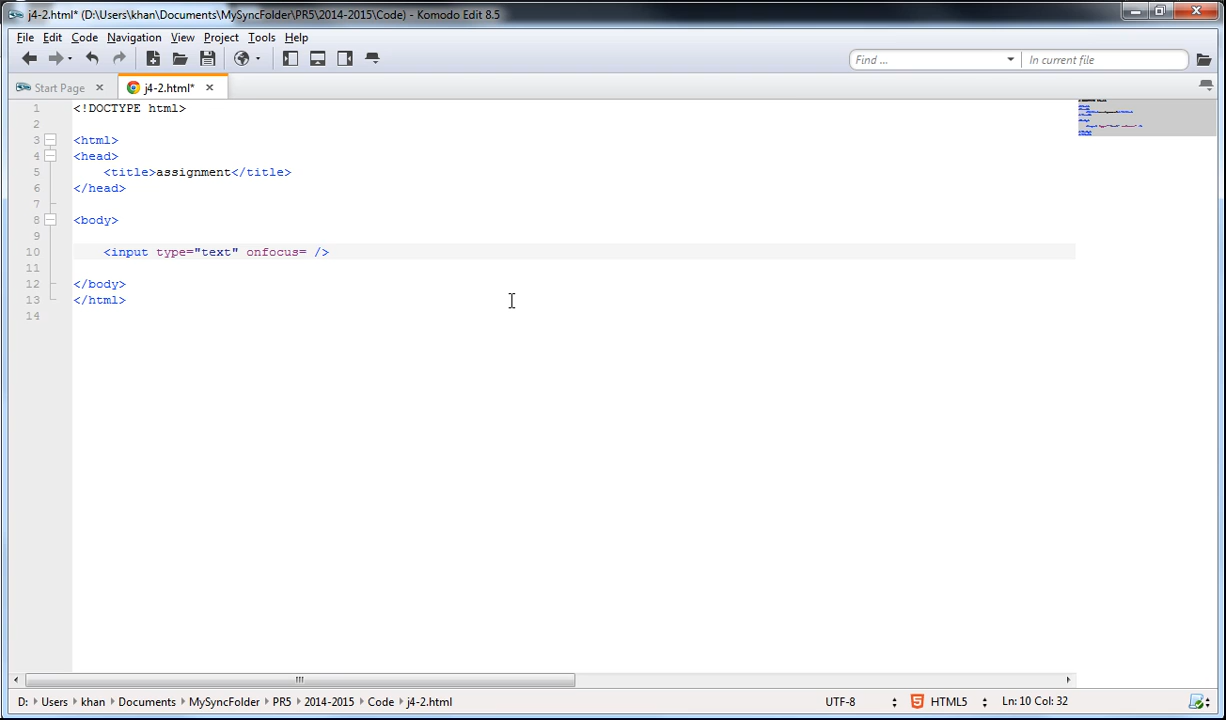 j4-2.html* (D:\Users\khan\Documents\MySyncFolder\PR5\2014-2015\Code) - Komodo Edit 8.5
File Edit Code Navigation View Project Tools Help
Find ... In current file
Start Page j4-2.html*
1 <!DOCTYPE html>
2
3 <html>
4 <head>
5 <title>assignment</title>
6 </head>
7
8 <body>
9
10 <input type="text" onfocus= />
11
12 </body>
13 </html>
14
D: Users khan Documents MySyncFolder PR5 2014-2015 Code j4-2.html UTF-8 HTML5 Ln: 10 Col: 32